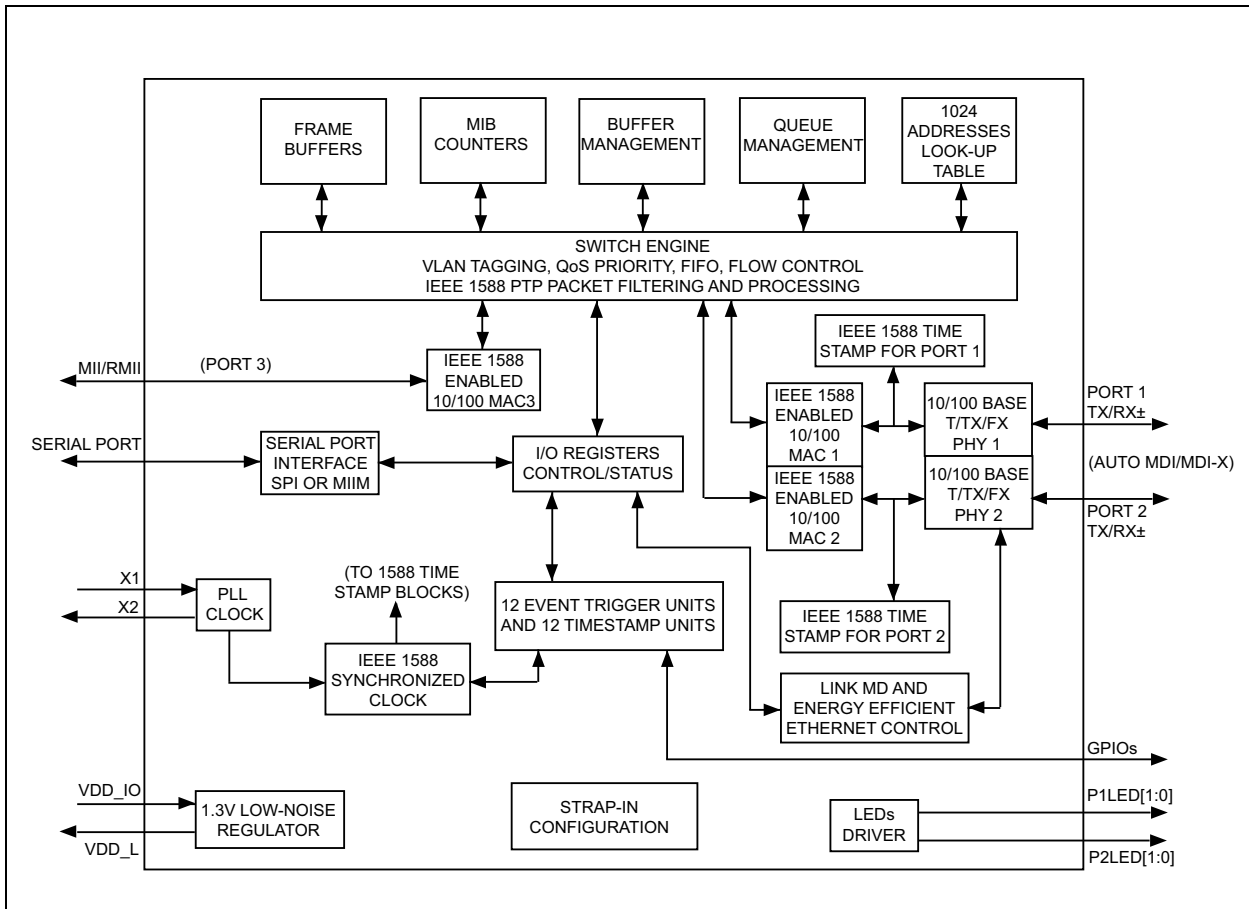 FRAME
BUFFERS
MIB
COUNTERS
BUFFER
MANAGEMENT
QUEUE
MANAGEMENT
1024
ADDRESSES
LOOK-UP
TABLE
SWITCH ENGINE
VLAN TAGGING, QoS PRIORITY, FIFO, FLOW CONTROL
IEEE 1588 PTP PACKET FILTERING AND PROCESSING
MII/RMII
(PORT 3)
IEEE 1588
ENABLED
10/100 MAC3
IEEE 1588 TIME
STAMP FOR PORT 1
IEEE 1588
ENABLED
10/100
MAC 1
10/100 BASE
T/TX/FX
PHY 1
PORT 1
TX/RX±
SERIAL PORT
SERIAL PORT
INTERFACE
SPI OR MIIM
I/O REGISTERS
CONTROL/STATUS
(AUTO MDI/MDI-X)
IEEE 1588
ENABLED
10/100
MAC 2
10/100 BASE
T/TX/FX
PHY 2
PORT 2
TX/RX±
X1
X2
PLL
CLOCK
(TO 1588 TIME
STAMP BLOCKS)
12 EVENT TRIGGER UNITS
AND 12 TIMESTAMP UNITS
IEEE 1588 TIME
STAMP FOR PORT 2
IEEE 1588
SYNCHRONIZED
CLOCK
LINK MD AND
ENERGY EFFICIENT
ETHERNET CONTROL
GPIOs
VDD_IO
VDD_L
1.3V LOW-NOISE
REGULATOR
STRAP-IN
CONFIGURATION
LEDs
DRIVER
P1LED[1:0]
P2LED[1:0]